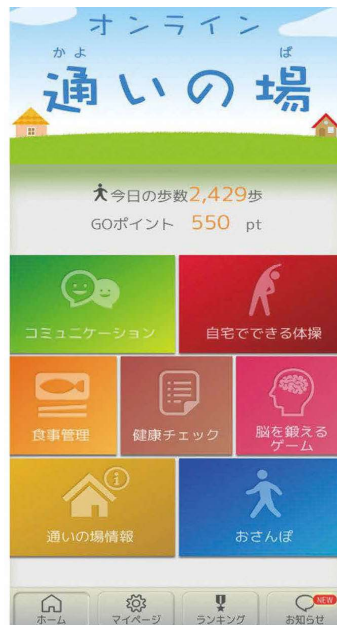 オンライン
かよ ば
通いの場
今日の歩数2,429歩
GOポイント 550 pt
コミュニケーション
自宅でできる体操
食事管理
健康チェック
脳を鍛える
ゲーム
通いの場情報
おさんぽ
ホーム
マイページ
ランキング
NEW
お知らせ